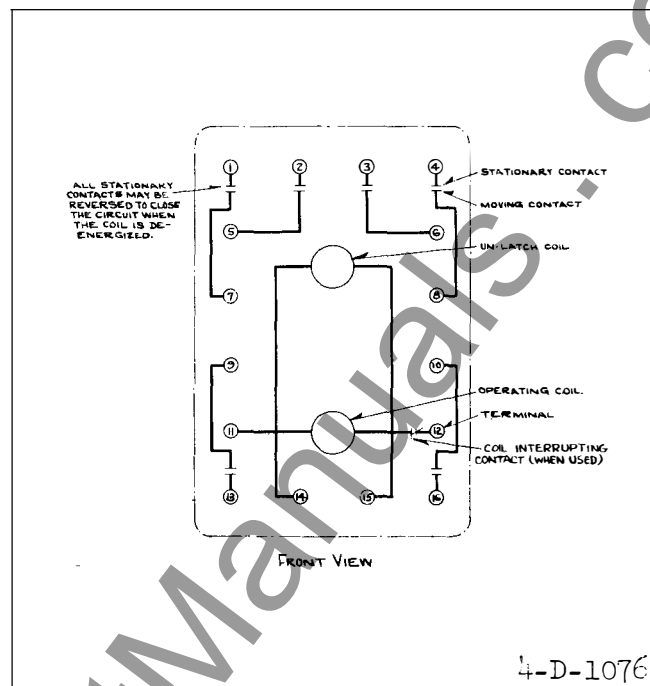 1 2 3 4
STATIONARY CONTACT
ALL STATIONARY
CONTACTS MAY BE
REVERSED TO CLOSE
THE CIRCUIT WHEN
THE COIL IS DE-
ENERGIZED.
MOVING CONTACT
5 6
UN-LATCH COIL
7 8
9 10
OPERATING COIL.
TERMINAL
11 12
COIL INTERRUPTING
CONTACT (WHEN USED)
13 14 15 16
FRONT VIEW
4-D-1076
Manuals.co